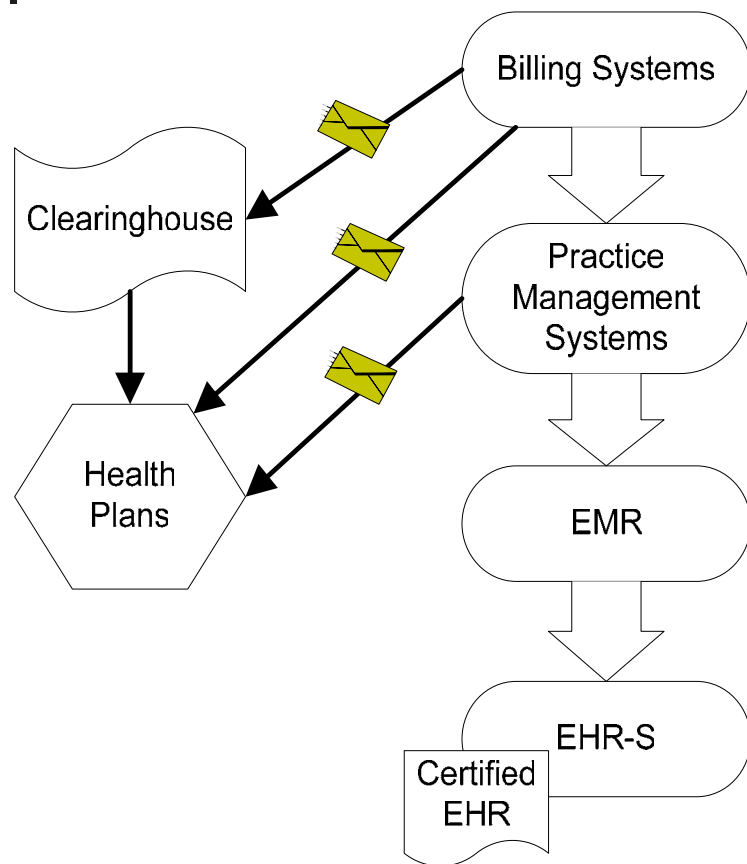 Billing Systems
Clearinghouse
Practice
Management
Systems
Health
Plans
EMR
EHR-S
Certified
EHR